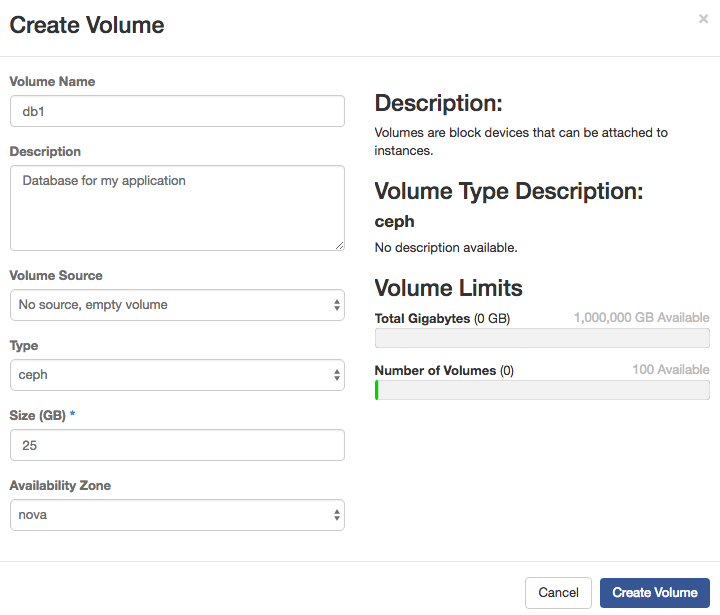 Create Volume
×
Volume Name
db1
Description
Database for my application
Volume Source
No source, empty volume
Type
ceph
Size (GB) *
25
Availability Zone
nova
Description:
Volumes are block devices that can be attached to
instances.
Volume Type Description:
ceph
No description available.
Volume Limits
Total Gigabytes (0 GB) 1,000,000 GB Available
Number of Volumes (0) 100 Available
Cancel
Create Volume